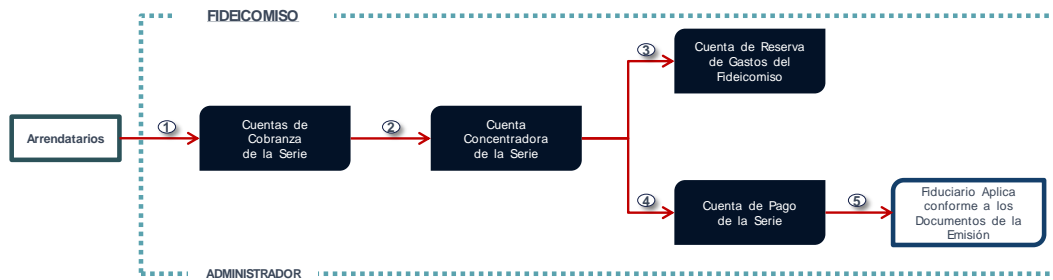 FIDEICOMISO
Arrendatarios
1
Cuentas de
Cobranza
de la Serie
2
Cuenta
Concentradora
de la Serie
3
Cuenta de Reserva
de Gastos del
Fideicomiso
4
Cuenta de Pago
de la Serie
5
Fiduciario Aplica
conforme a los
Documentos de la
Emisión
ADMINISTRADOR